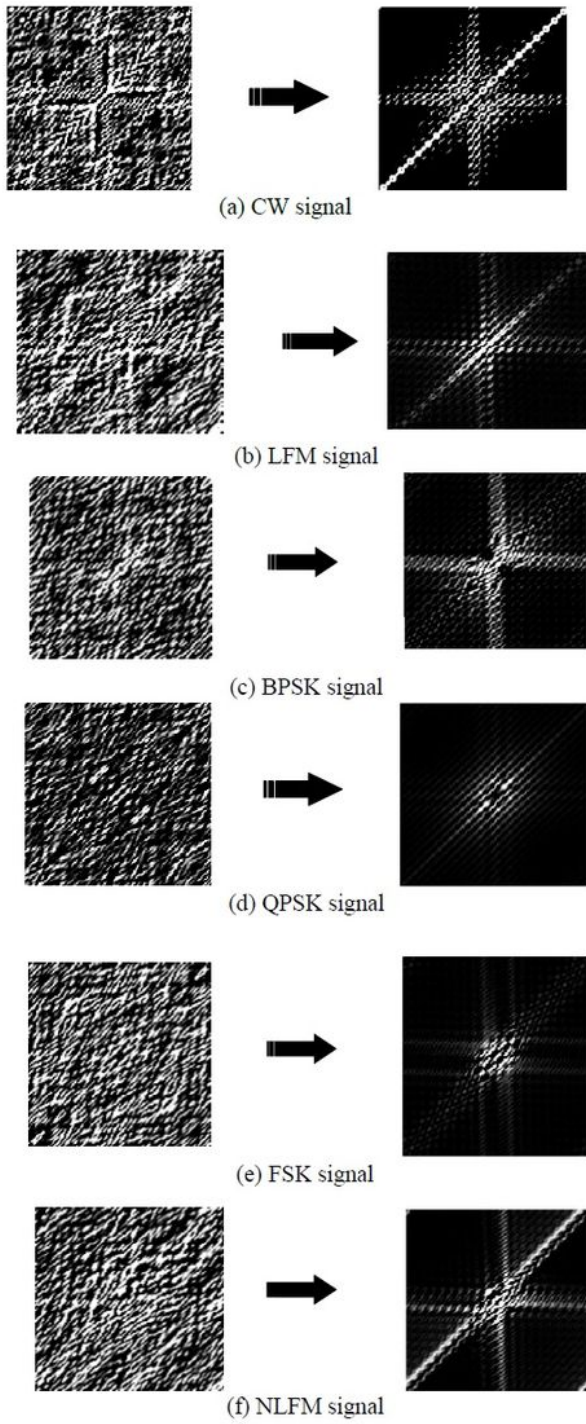 (a) CW signal
(b) LFM signal
(c) BPSK signal
(d) QPSK signal
(e) FSK signal
(f) NLFM signal